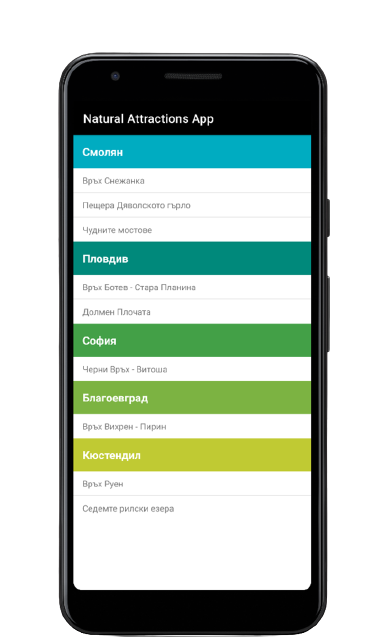 Natural Attractions App
Смолян
Връх Снежанка
Пещера Дяволското гърло
Чудните мостове
Пловдив
Връх Ботев - Стара Планина
Долмен Плочата
София
Черни Връх - Витоша
Благоевград
Връх Вихрен - Пирин
Кюстендил
Връх Руен
Седемте рилски езера